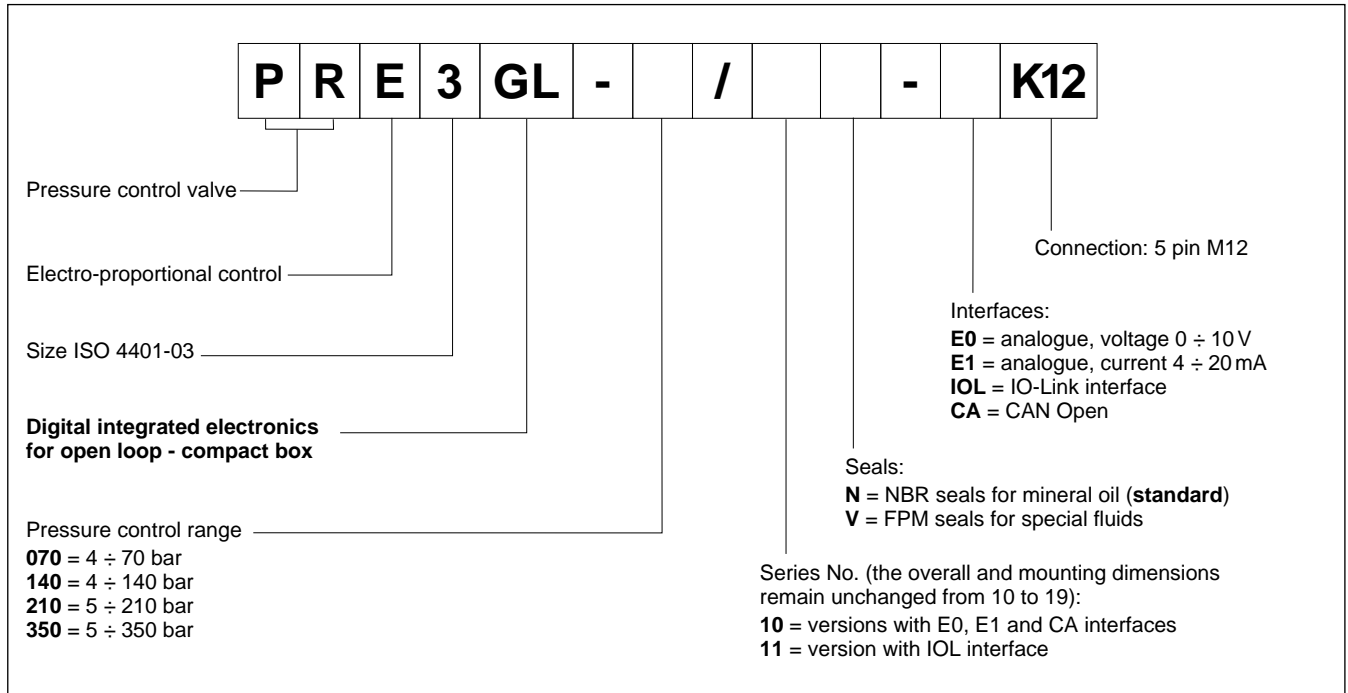 P R E 3 GL - / - K12
Pressure control valve
Electro-proportional control
Size ISO 4401-03
Digital integrated electronics
for open loop - compact box
Pressure control range
070 = 4 ÷ 70 bar
140 = 4 ÷ 140 bar
210 = 5 ÷ 210 bar
350 = 5 ÷ 350 bar
Connection: 5 pin M12
Interfaces:
E0 = analogue, voltage 0 ÷ 10 V
E1 = analogue, current 4 ÷ 20 mA
IOL = IO-Link interface
CA = CAN Open
Seals:
N = NBR seals for mineral oil (standard)
V = FPM seals for special fluids
Series No. (the overall and mounting dimensions
remain unchanged from 10 to 19):
10 = versions with E0, E1 and CA interfaces
11 = version with IOL interface